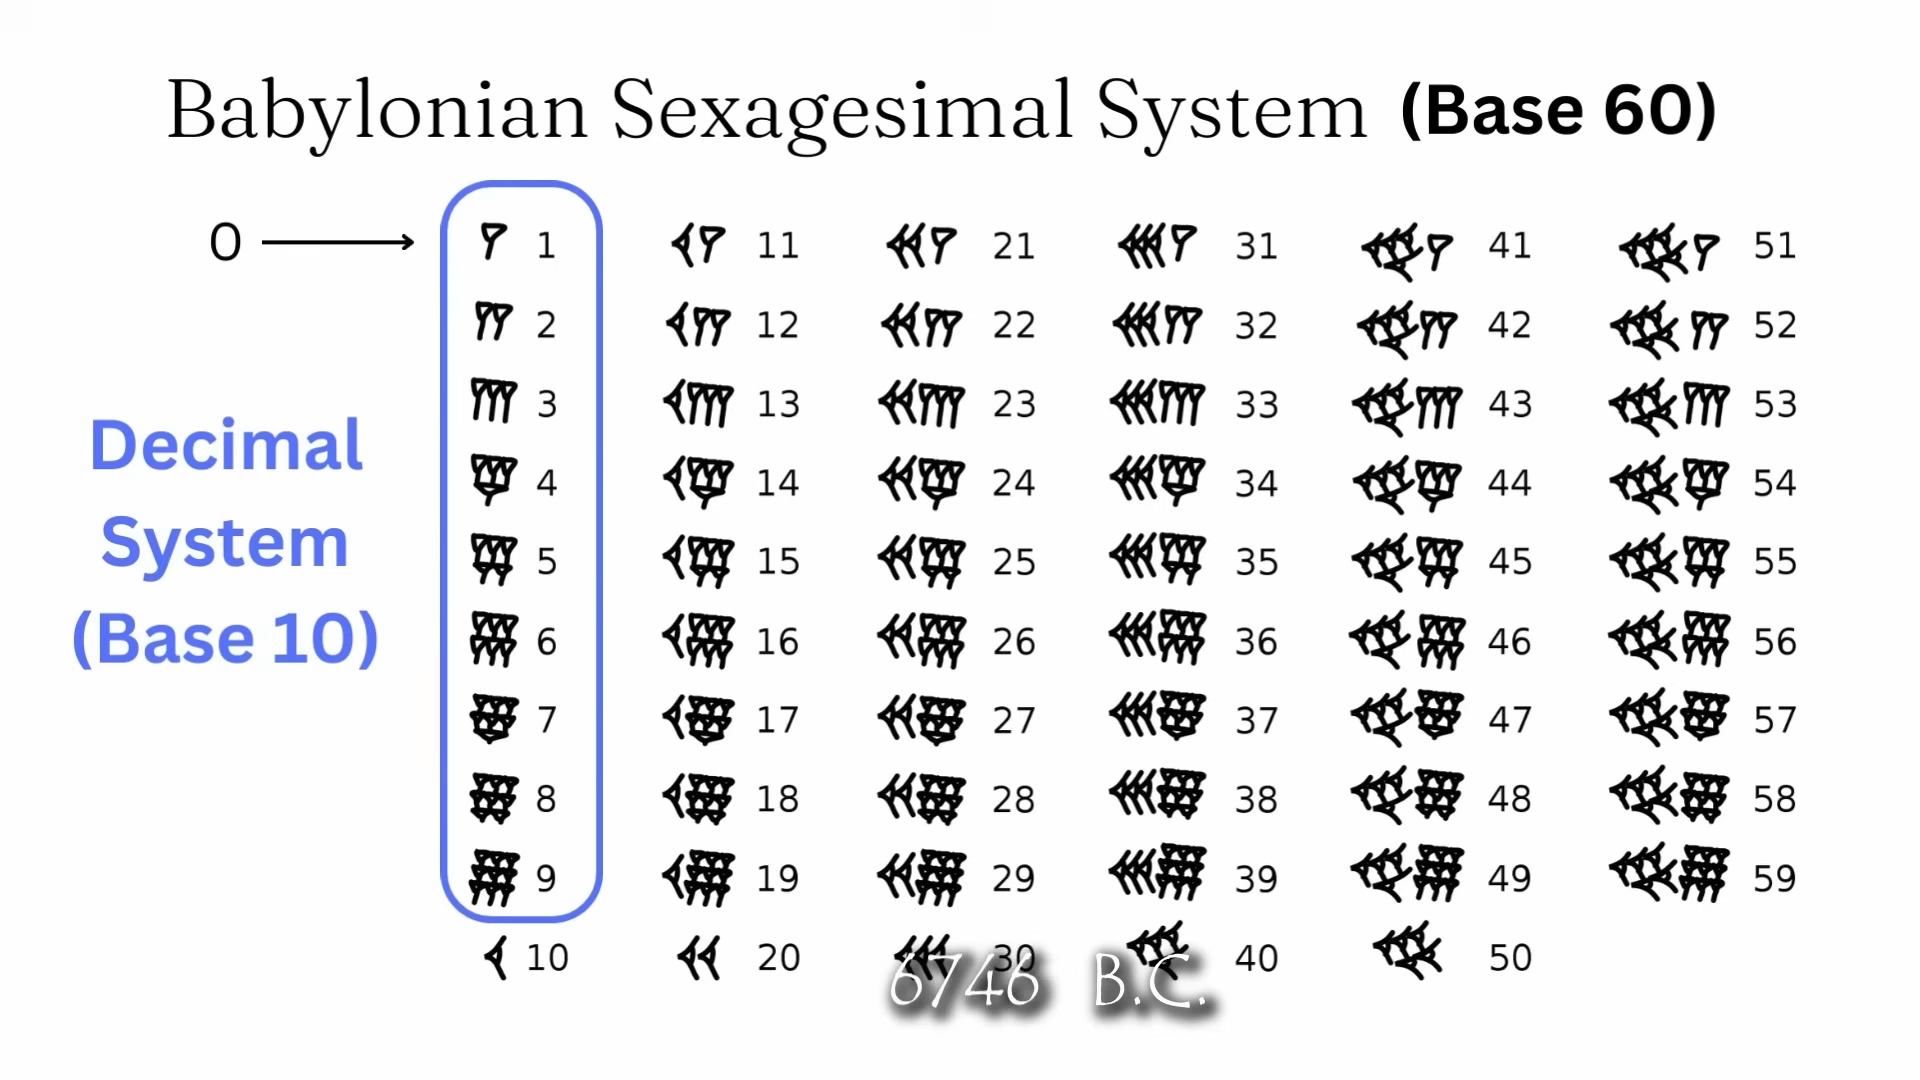 Babylonian Sexagesimal System (Base 60)
0 𒁹 1 𒌋𒁹 11 𒌋𒌋𒁹 21 𒌋𒌋𒌋𒁹 31 41 51
2 12 22 32 42 52
3 13 23 33 43 53
Decimal
4 14 24 34 44 54
System
5 15 25 35 45 55
(Base 10)
6 16 26 36 46 56
7 17 27 37 47 57
8 18 28 38 48 58
9 19 29 39 49 59
10 20 30 40 50
6746 B.C.